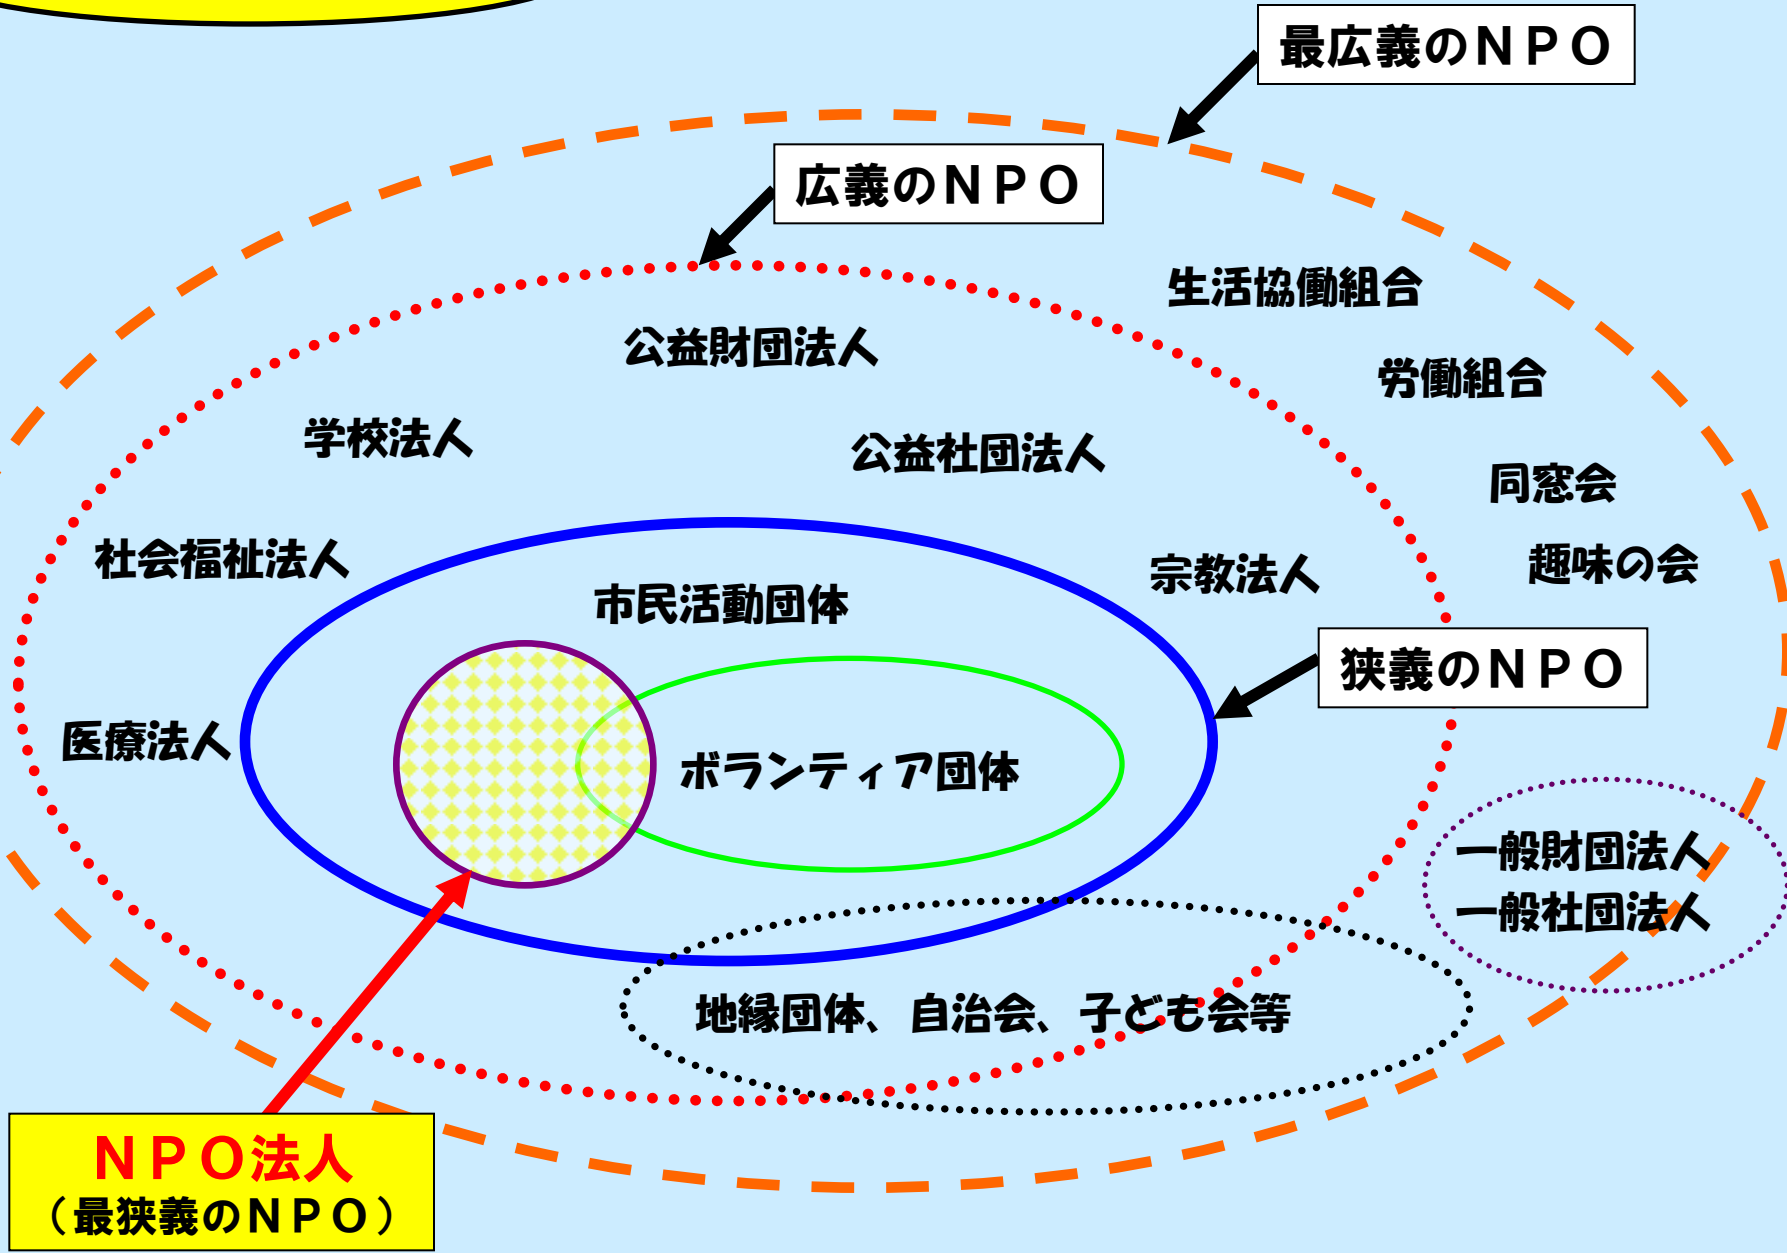 最広義のＮＰＯ
広義のＮＰＯ
生活協働組合
公益財団法人
労働組合
学校法人
公益社団法人
同窓会
社会福祉法人
趣味の会
宗教法人
市民活動団体
狭義のＮＰＯ
医療法人
ボランティア団体
一般財団法人
一般社団法人
地縁団体、自治会、子ども会等
ＮＰＯ法人
（最狭義のＮＰＯ）